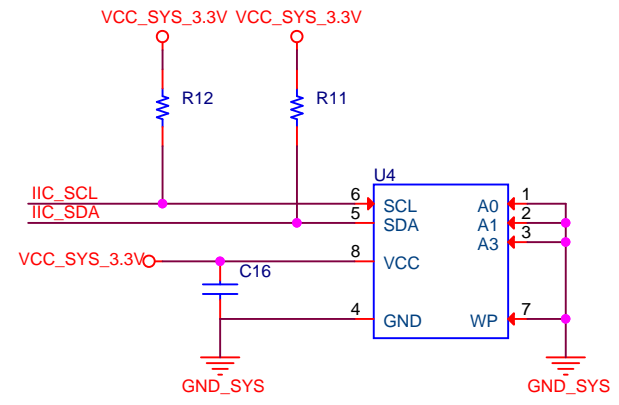 VCC_SYS_3.3V VCC_SYS_3.3V
R12 R11
U4
IIC_SCL 6 SCL A0 1
IIC_SDA 5 SDA A1 2
A3 3
VCC_SYS_3.3V 8 VCC
C16
4 GND WP 7
GND_SYS GND_SYS